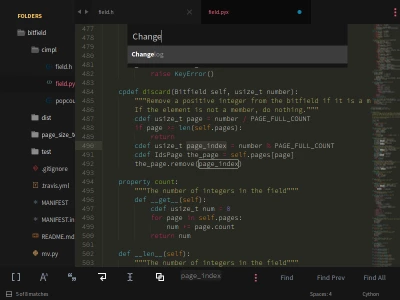 FOLDERS
bitfield
cimpl
field.h
field.py
popcou
dist
page_size_t
test
.gitignore
.travis.yml
MANIFEST
MANIFEST.in
README.md
mv.py
field.h
field.pyx
Change
Changelog
477
478
482
false KeyError()
483
484
cpdef discard(Bitfield self, usize_t number):
485
"""Remove a positive integer from the bitfield if it is a m
486
If the element is not a member, do nothing."""
487
cdef usize_t page = number / PAGE_FULL_COUNT
488
if page >= len(self.pages):
489
return
490
cdef usize_t page_index = number % PAGE_FULL_COUNT
491
cdef IdsPage the_page = self.pages[page]
492
the_page.remove(page_index)
493
494
property count:
495
"""The number of integers in the field"""
496
def __get__(self):
497
cdef usize_t num = 0
498
for page in self.pages:
499
num += page.count
500
return num
501
502
def __len__(self):
503
"""The number of integers in the field"""
page_index
Find
Find Prev
Find All
5 of 8 matches
Spaces: 4
Cython